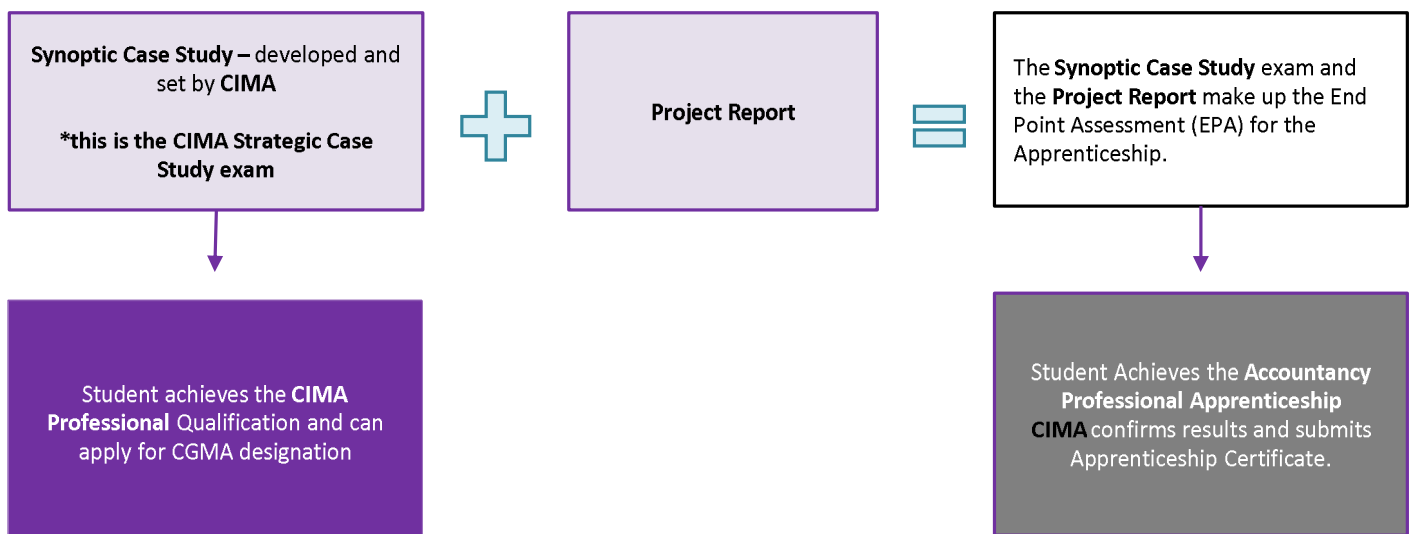 Synoptic Case Study – developed and
set by CIMA
*this is the CIMA Strategic Case
Study exam
Project Report
The Synoptic Case Study exam and
the Project Report make up the End
Point Assessment (EPA) for the
Apprenticeship.
Student achieves the CIMA
Professional Qualification and can
apply for CGMA designation
Student Achieves the Accountancy
Professional Apprenticeship
CIMA confirms results and submits
Apprenticeship Certificate.